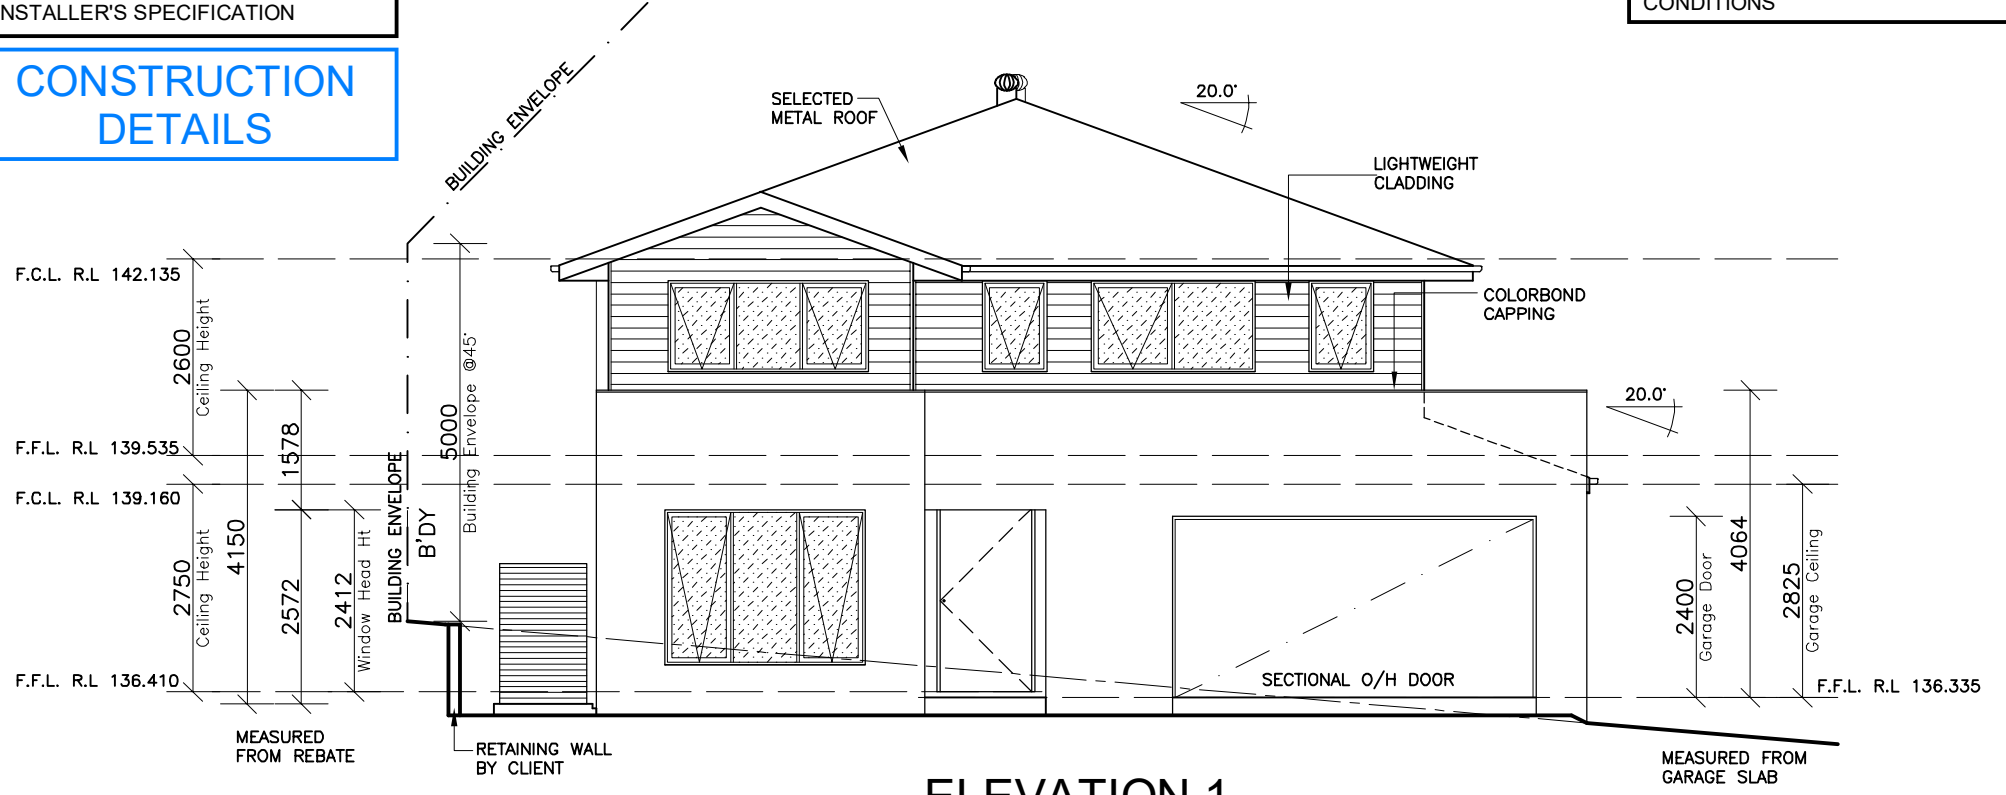 NSTALLER'S SPECIFICATION
CONDITIONS
CONSTRUCTION
DETAILS
BUILDING ENVELOPE
SELECTED
METAL ROOF
20.0°
LIGHTWEIGHT
CLADDING
COLORBOND
CAPPING
20.0°
F.C.L. R.L 142.135
F.F.L. R.L 139.535
F.C.L. R.L 139.160
F.F.L. R.L 136.410
2600
Ceiling Height
2750
Ceiling Height
4150
1578
2572
2412
Window Head Ht
BUILDING ENVELOPE
B'DY
5000
Building Envelope @45°
SECTIONAL O/H DOOR
2400
Garage Door
4064
2825
Garage Ceiling
F.F.L. R.L 136.335
MEASURED
FROM REBATE
RETAINING WALL
BY CLIENT
MEASURED FROM
GARAGE SLAB
ELEVATION 1